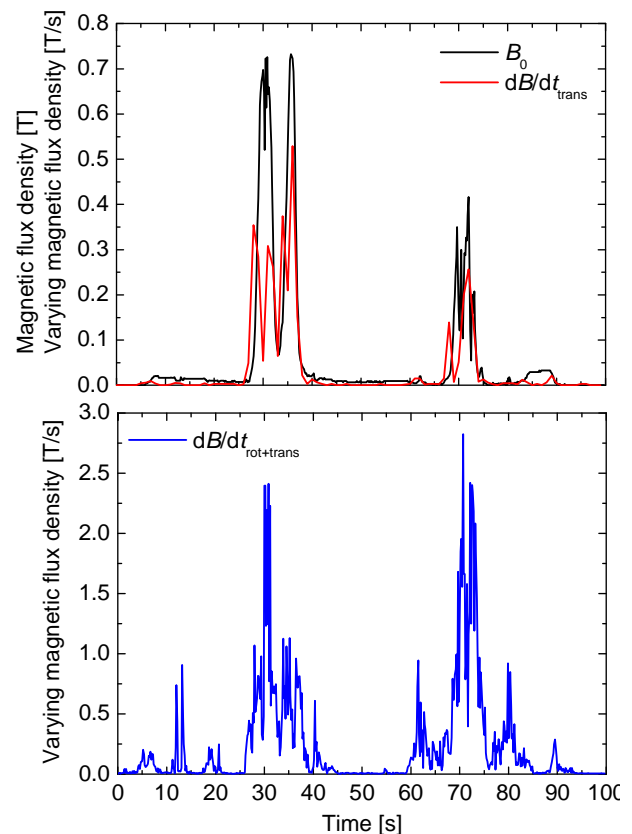 0.8
0.7
0.6
0.5
0.4
0.3
0.2
0.1
0.0
Magnetic flux density [T]
Varying magnetic flux density [T/s]
B₀
dB/dt_trans
3.0
2.5
2.0
1.5
1.0
0.5
0.0
Varying magnetic flux density [T/s]
dB/dt_rot+trans
0 10 20 30 40 50 60 70 80 90 100
Time [s]